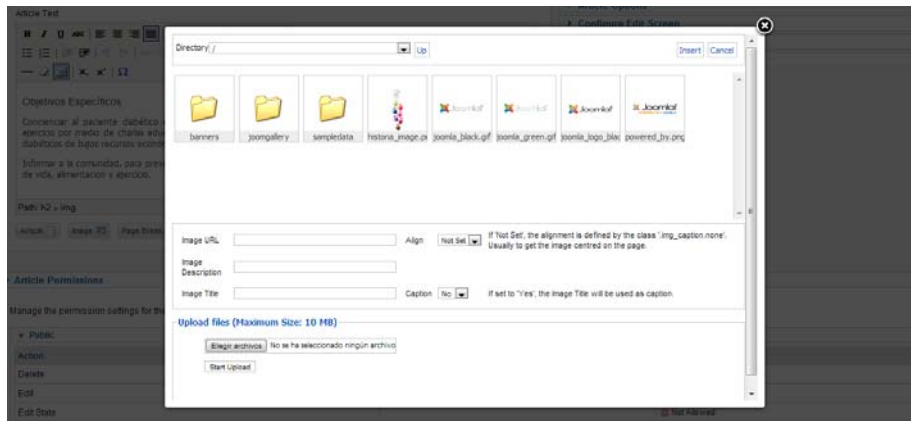 Article Text
Configure Edit Screen
Directory /
Up
Insert Cancel
banners joomgallery sampledata historia_image.p joomla_black.gif joomla_green.gif joomla_logo_blac powered_by.png
Objetivos Específicos
Concienciar al paciente diabético
ejercicios por medio de charlas edu
diabéticos de bajos recursos econó
Informar a la comunidad, para prev
de vida, alimentacion y ejercicio.
Path: h2 » img
Article Image Page Break
Image URL
Align Not Set
If 'Not Set', the alignment is defined by the class '.img_caption.none'.
Usually to get the image centred on the page.
Image
Description
Image Title
Caption No
If set to 'Yes', the Image Title will be used as caption.
Article Permissions
Manage the permission settings for the
Upload files (Maximum Size: 10 MB)
Elegir archivos No se ha seleccionado ningún archivo
Start Upload
Public
Action
Delete
Edit
Edit State
Not Allowed